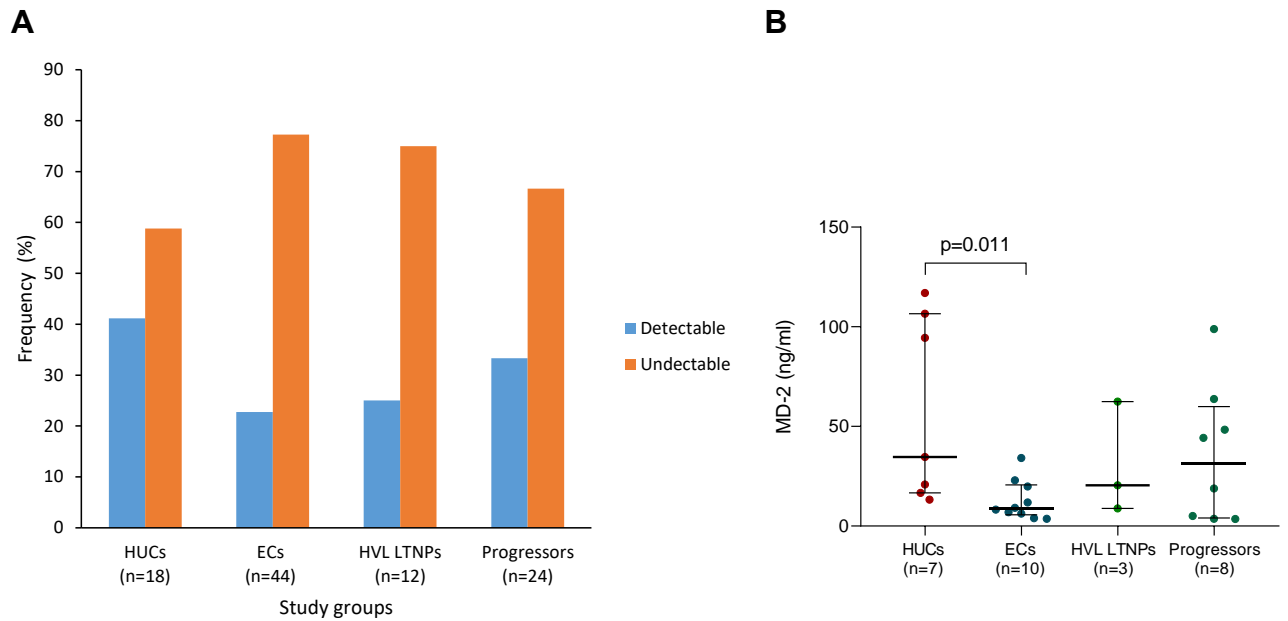 A
90
80
70
60
50
40
30
20
10
0
Frequency (%)
HUCs
(n=18)
ECs
(n=44)
HVL LTNPs
(n=12)
Progressors
(n=24)
Study groups
Detectable
Undectable
B
150
100
50
0
MD-2 (ng/ml)
p=0.011
HUCs
(n=7)
ECs
(n=10)
HVL LTNPs
(n=3)
Progressors
(n=8)